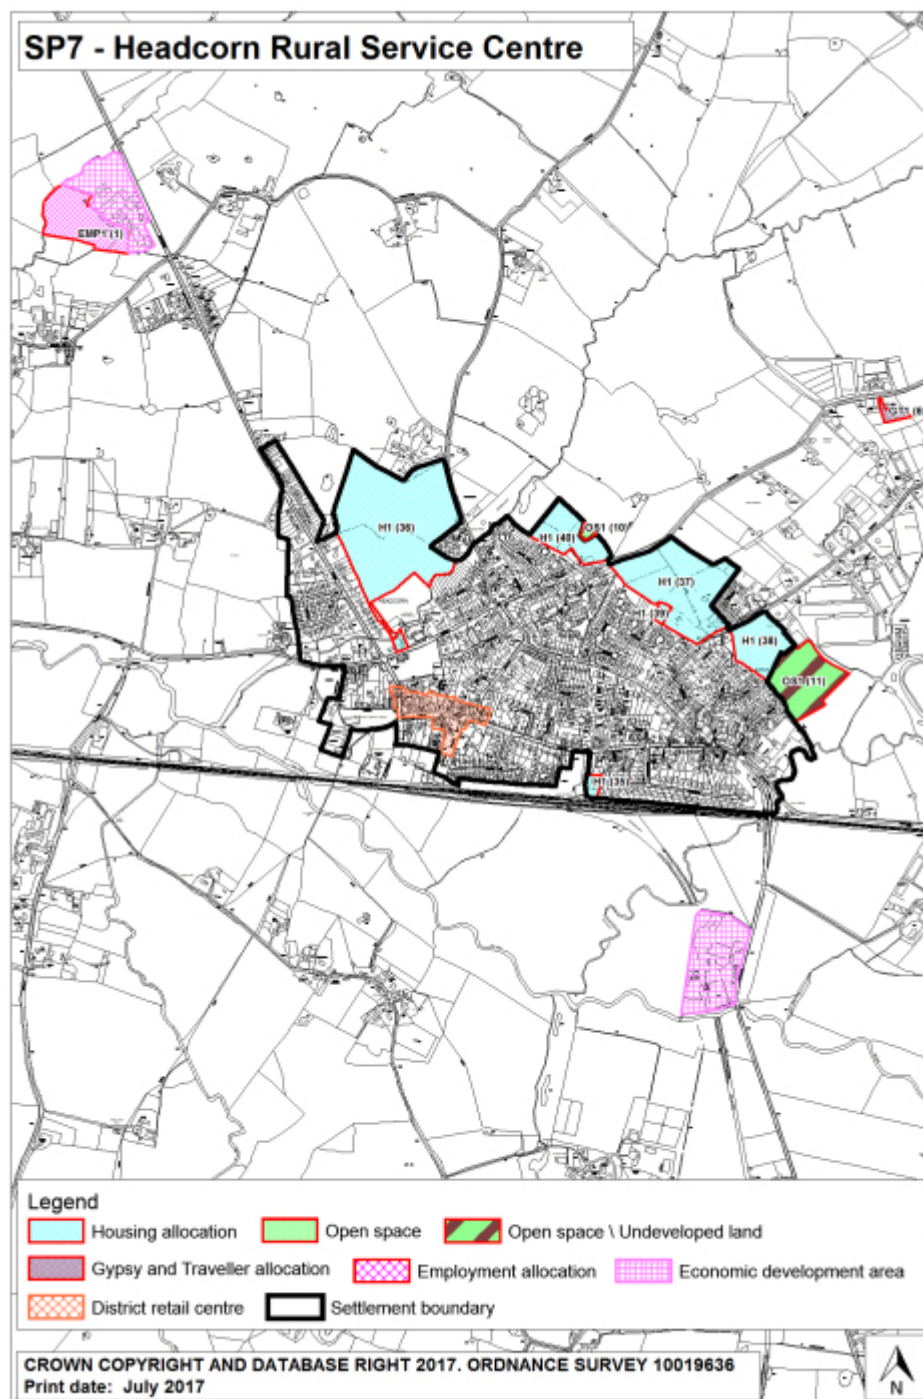 SP7 - Headcorn Rural Service Centre
EMP1 (1)
H1 (36)
H1 (40)
OS1 (10)
H1 (37)
H1 (39)
H1 (38)
OS1 (11)
HEADCORN
H1 (35)
Legend
Housing allocation
Open space
Open space \ Undeveloped land
Gypsy and Traveller allocation
Employment allocation
Economic development area
District retail centre
Settlement boundary
CROWN COPYRIGHT AND DATABASE RIGHT 2017. ORDNANCE SURVEY 10019636
Print date: July 2017
N